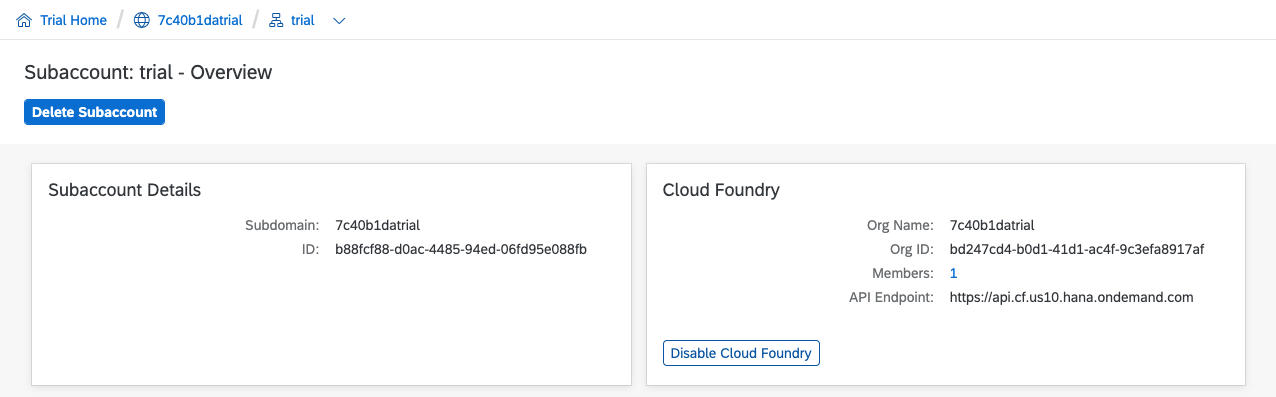 Trial Home / 7c40b1datrial / trial
Subaccount: trial - Overview
Delete Subaccount
Subaccount Details
Subdomain: 7c40b1datrial
ID: b88fcf88-d0ac-4485-94ed-06fd95e088fb
Cloud Foundry
Org Name: 7c40b1datrial
Org ID: bd247cd4-b0d1-41d1-ac4f-9c3efa8917af
Members: 1
API Endpoint: https://api.cf.us10.hana.ondemand.com
Disable Cloud Foundry